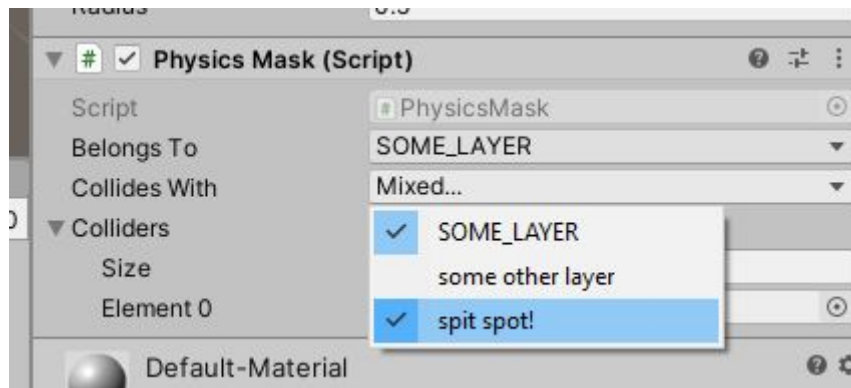 Physics Mask (Script)
Script PhysicsMask
Belongs To SOME_LAYER
Collides With Mixed...
Colliders SOME_LAYER
Size some other layer
Element 0 spit spot!
Default-Material